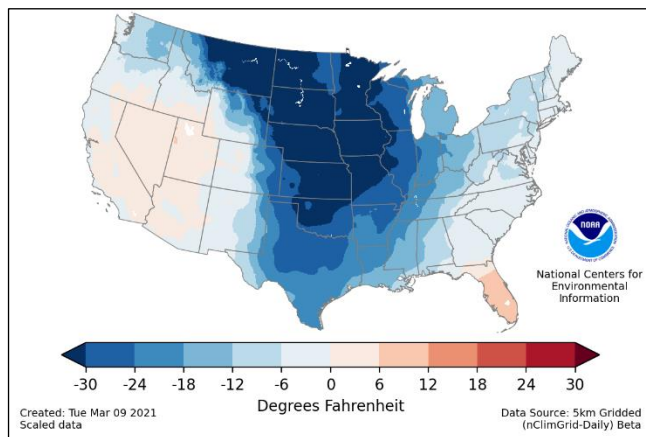 NOAA
National Centers for
Environmental
Information
-30 -24 -18 -12 -6 0 6 12 18 24 30
Degrees Fahrenheit
Created: Tue Mar 09 2021
Scaled data
Data Source: 5km Gridded
(nClimGrid-Daily) Beta